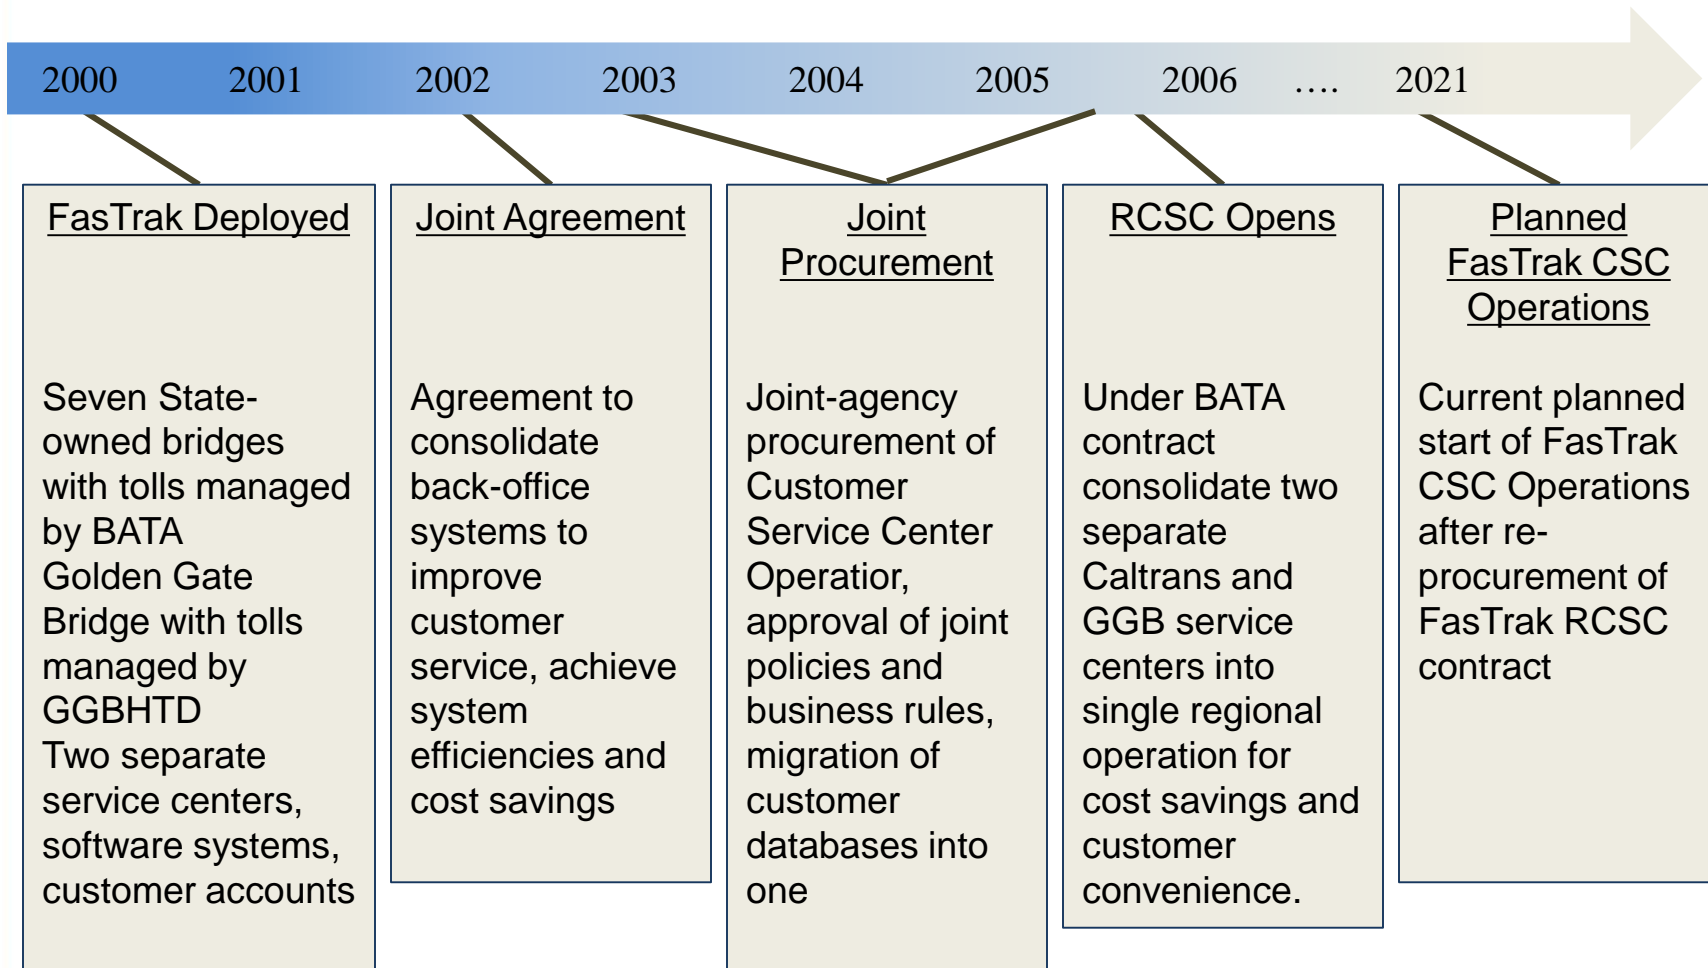 2000 2001 2002 2003 2004 2005 2006 .... 2021
FasTrak Deployed
Seven State-
owned bridges
with tolls managed
by BATA
Golden Gate
Bridge with tolls
managed by
GGBHTD
Two separate
service centers,
software systems,
customer accounts
Joint Agreement
Agreement to
consolidate
back-office
systems to
improve
customer
service, achieve
system
efficiencies and
cost savings
Joint
Procurement
Joint-agency
procurement of
Customer
Service Center
Operatior,
approval of joint
policies and
business rules,
migration of
customer
databases into
one
RCSC Opens
Under BATA
contract
consolidate two
separate
Caltrans and
GGB service
centers into
single regional
operation for
cost savings and
customer
convenience.
Planned
FasTrak CSC
Operations
Current planned
start of FasTrak
CSC Operations
after re-
procurement of
FasTrak RCSC
contract